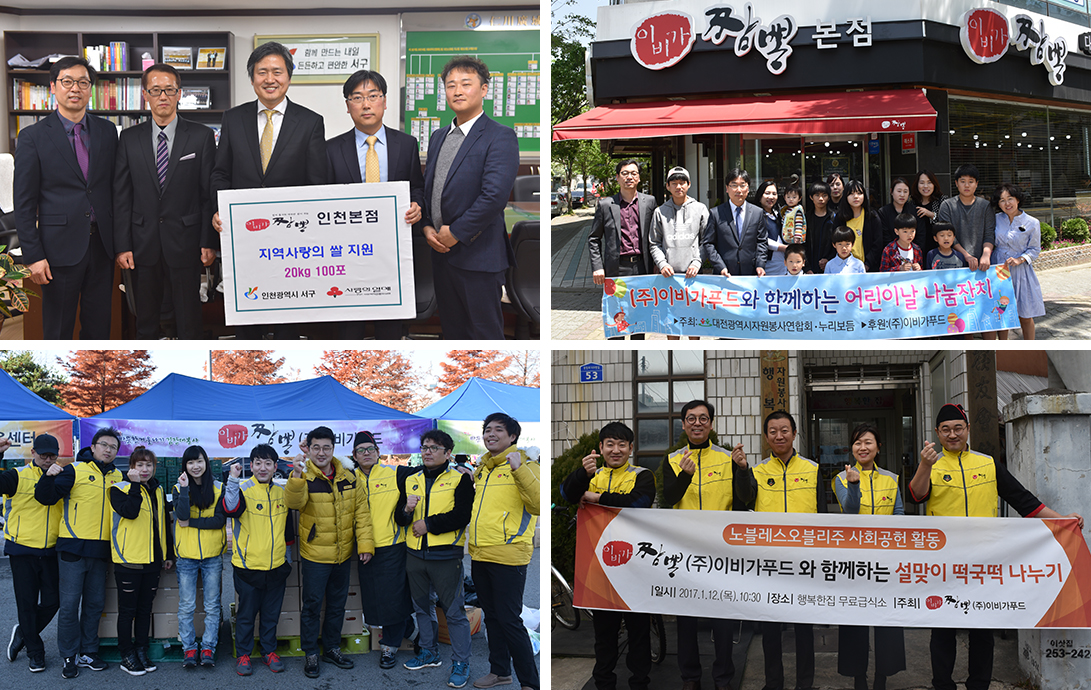 함께 만드는 내일
든든하고 편안한 서구
이비가 짬뽕 인천본점
지역사랑의 쌀 지원
20kg 100포
인천광역시 서구 사랑의열매
이비가 짬뽕 본점
이비가 짬뽕
(주)이비가푸드와 함께하는 어린이날 나눔잔치
▶주최: 대전광역시자원봉사연합회·누리보듬 ▶후원:(주)이비가푸드
adidas
센터
이비가 짬뽕 (주)이비가푸드
53
자원봉사
행복
노블레스오블리주 사회공헌 활동
이비가 짬뽕 (주)이비가푸드 와 함께하는 설맞이 떡국떡 나누기
|일시| 2017.1.12.(목). 10:30 |장소| 행복한집 무료급식소 |주최| 이비가 짬뽕 (주)이비가푸드
이삿짐
253-242